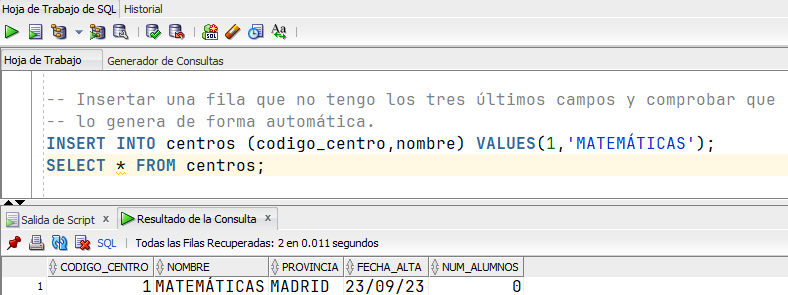 Hoja de Trabajo de SQL Historial
SQL Aa
Hoja de Trabajo Generador de Consultas
-- Insertar una fila que no tengo los tres últimos campos y comprobar que
-- lo genera de forma automática.
INSERT INTO centros (codigo_centro,nombre) VALUES(1,'MATEMÁTICAS');
SELECT * FROM centros;
Salida de Script x Resultado de la Consulta x
SQL | Todas las Filas Recuperadas: 2 en 0.011 segundos
CODIGO_CENTRO NOMBRE PROVINCIA FECHA_ALTA NUM_ALUMNOS
1 1 MATEMÁTICAS MADRID 23/09/23 0